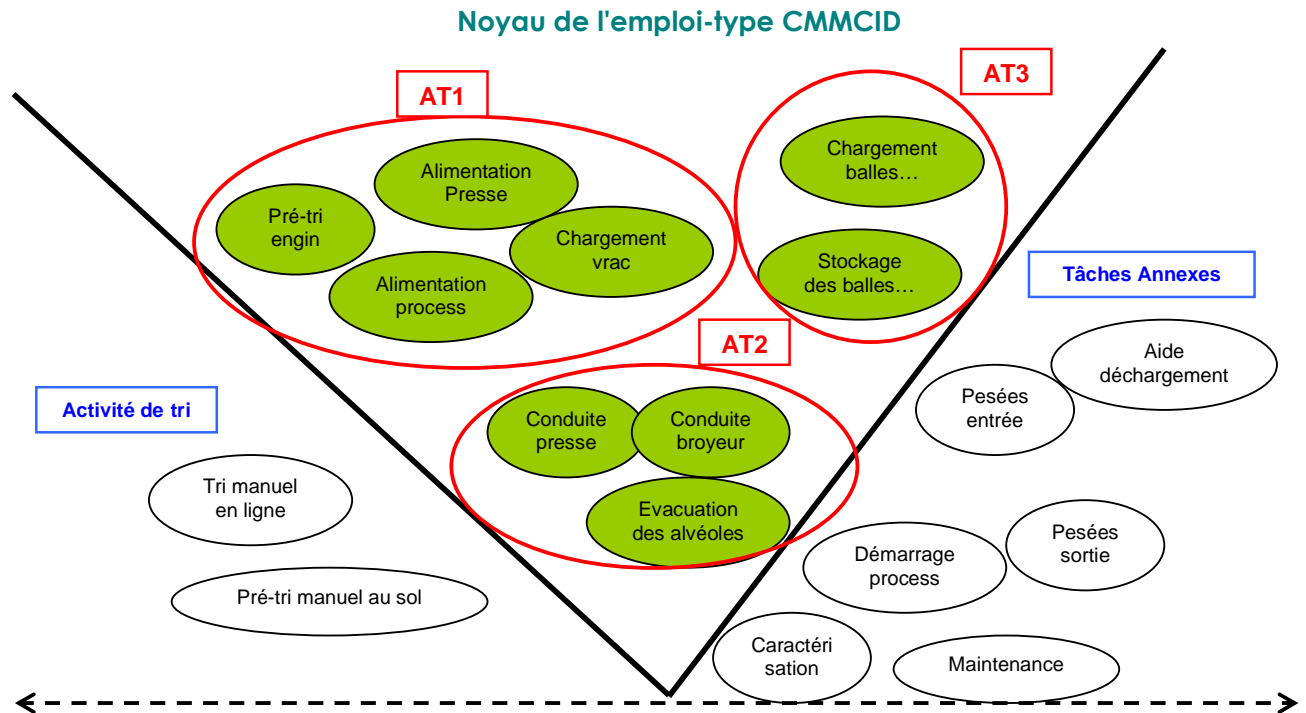 Noyau de l'emploi-type CMMCID
AT1
AT3
Alimentation
Presse
Pré-tri
engin
Chargement
vrac
Alimentation
process
Chargement
balles…
Stockage
des balles…
Tâches Annexes
AT2
Activité de tri
Conduite
presse
Conduite
broyeur
Evacuation
des alvéoles
Tri manuel
en ligne
Pré-tri manuel au sol
Aide
déchargement
Pesées
entrée
Pesées
sortie
Démarrage
process
Caractéri
sation
Maintenance